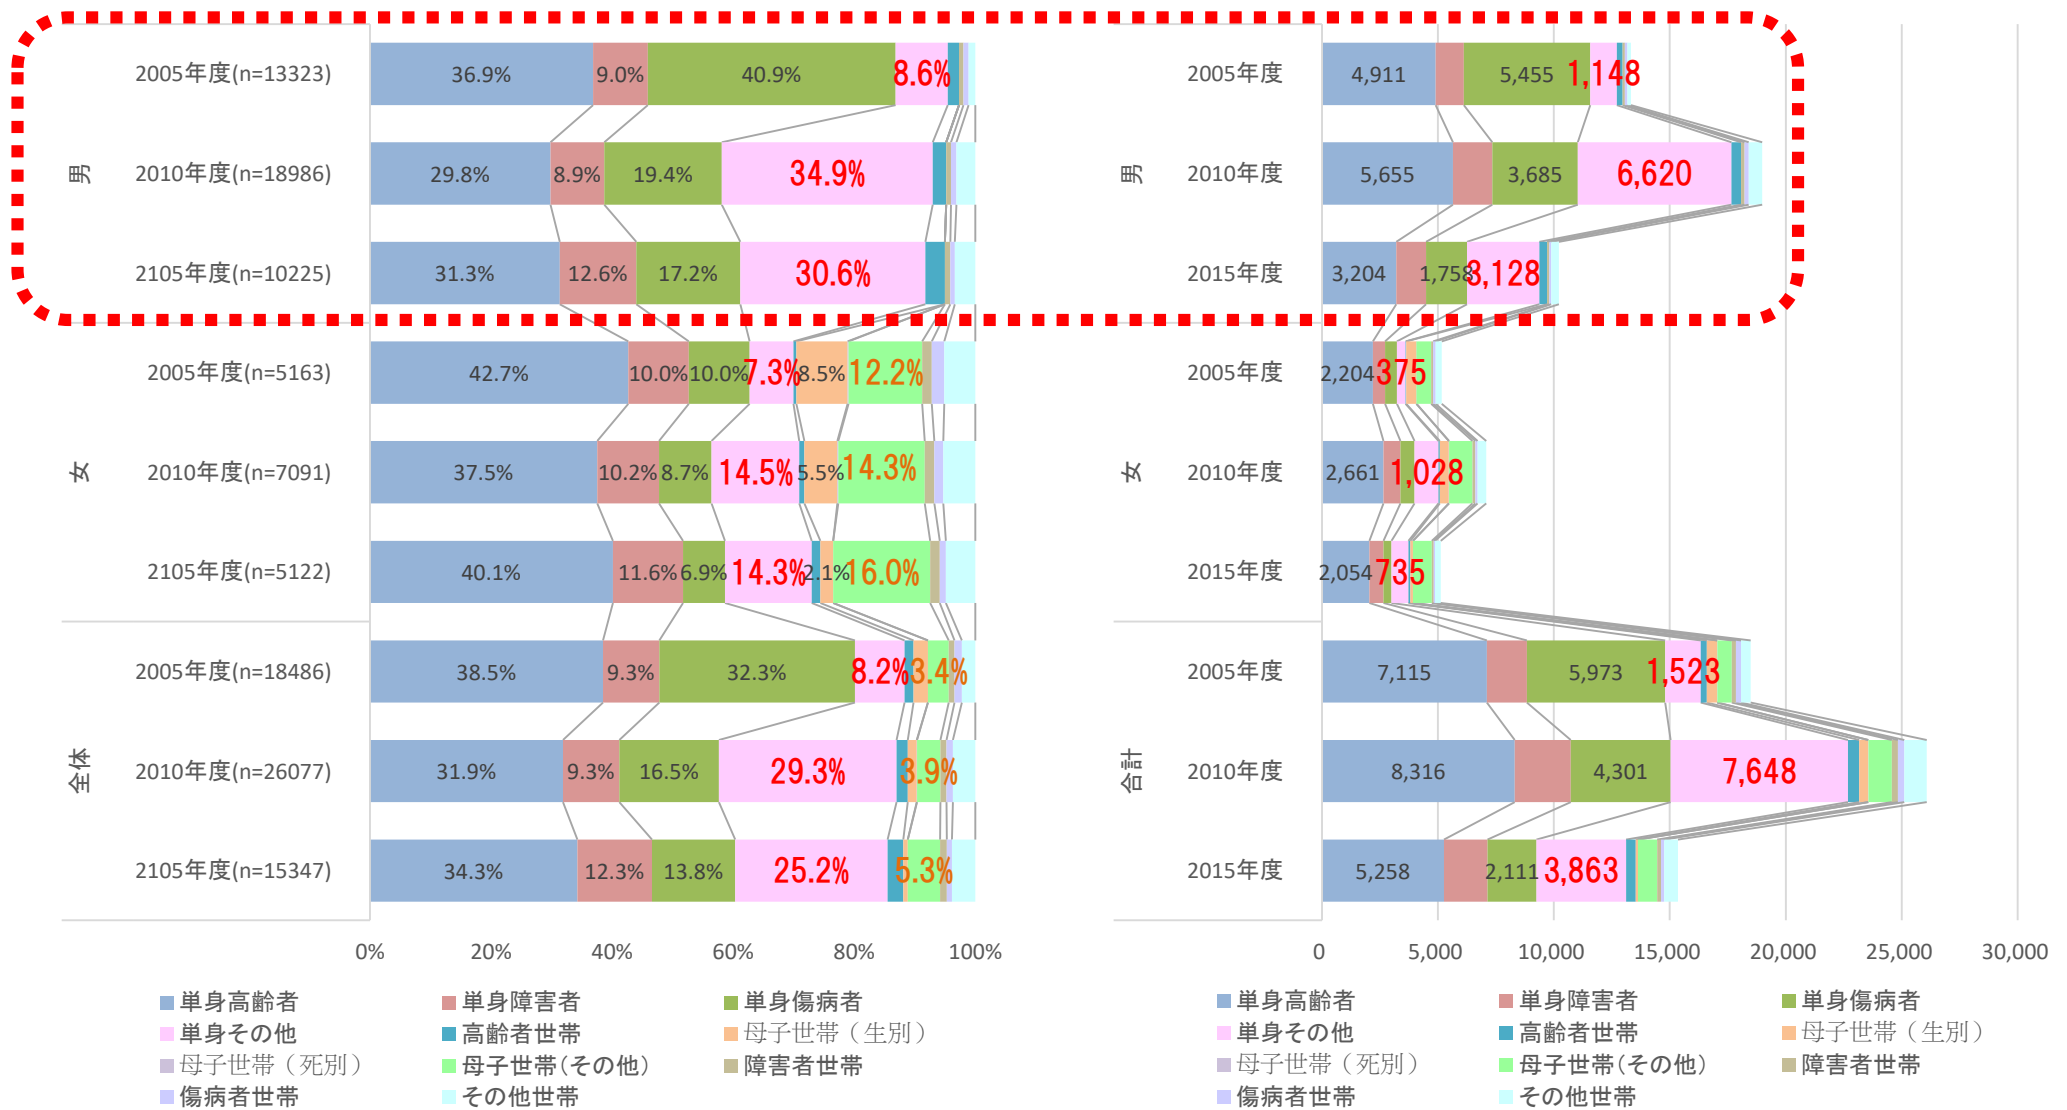 男
2005年度(n=13323)
36.9%
9.0%
40.9%
8.6%
2010年度(n=18986)
29.8%
8.9%
19.4%
34.9%
2105年度(n=10225)
31.3%
12.6%
17.2%
30.6%
女
2005年度(n=5163)
42.7%
10.0%
10.0%
7.3%
8.5%
12.2%
2010年度(n=7091)
37.5%
10.2%
8.7%
14.5%
5.5%
14.3%
2105年度(n=5122)
40.1%
11.6%
6.9%
14.3%
2.1%
16.0%
全体
2005年度(n=18486)
38.5%
9.3%
32.3%
8.2%
3.4%
2010年度(n=26077)
31.9%
9.3%
16.5%
29.3%
3.9%
2105年度(n=15347)
34.3%
12.3%
13.8%
25.2%
5.3%
0% 20% 40% 60% 80% 100%
単身高齢者 単身障害者 単身傷病者
単身その他 高齢者世帯 母子世帯（生別）
母子世帯（死別） 母子世帯(その他) 障害者世帯
傷病者世帯 その他世帯
男
2005年度
4,911
5,455
1,148
2010年度
5,655
3,685
6,620
2015年度
3,204
1,758
3,128
女
2005年度
2,204
375
2010年度
2,661
1,028
2015年度
2,054
735
合計
2005年度
7,115
5,973
1,523
2010年度
8,316
4,301
7,648
2015年度
5,258
2,111
3,863
0 5,000 10,000 15,000 20,000 25,000 30,000
単身高齢者 単身障害者 単身傷病者
単身その他 高齢者世帯 母子世帯（生別）
母子世帯（死別） 母子世帯(その他) 障害者世帯
傷病者世帯 その他世帯